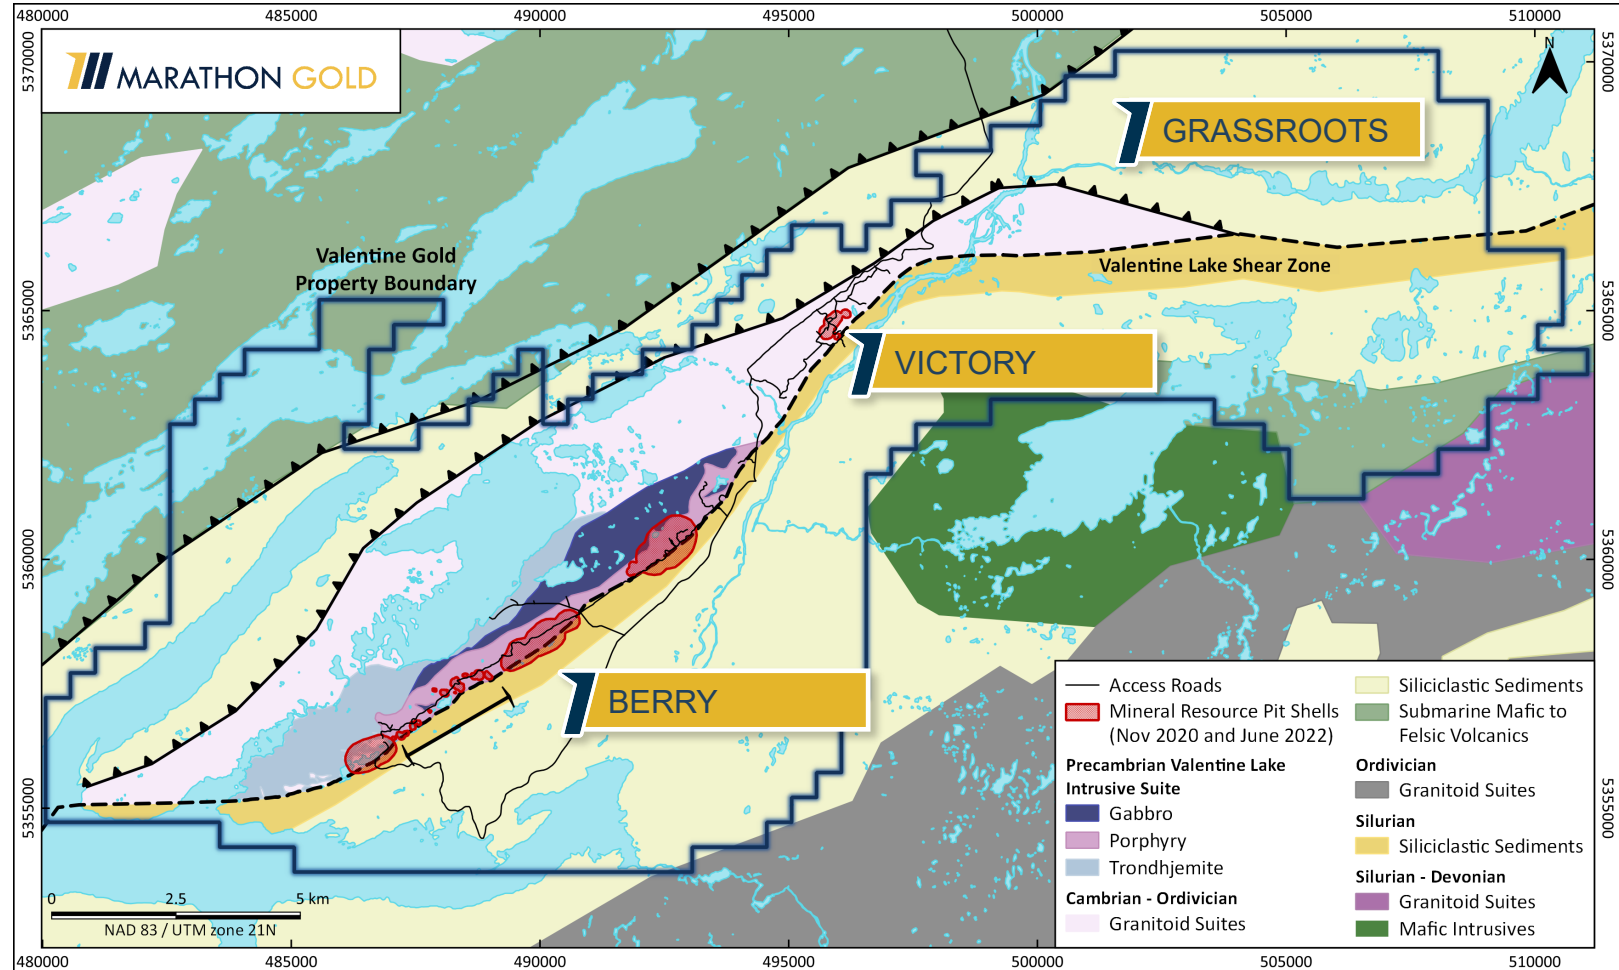 480000 485000 490000 495000 500000 505000 510000
5370000
5365000
5360000
5355000
MARATHON GOLD
N
GRASSROOTS
Valentine Gold
Property Boundary
Valentine Lake Shear Zone
VICTORY
BERRY
5370000
5365000
5360000
5355000
Access Roads
Mineral Resource Pit Shells
(Nov 2020 and June 2022)
Precambrian Valentine Lake
Intrusive Suite
Gabbro
Porphyry
Trondhjemite
Cambrian - Ordivician
Granitoid Suites
Siliciclastic Sediments
Submarine Mafic to
Felsic Volcanics
Ordivician
Granitoid Suites
Silurian
Siliciclastic Sediments
Silurian - Devonian
Granitoid Suites
Mafic Intrusives
0 2.5 5 km
NAD 83 / UTM zone 21N
480000 485000 490000 495000 500000 505000 510000